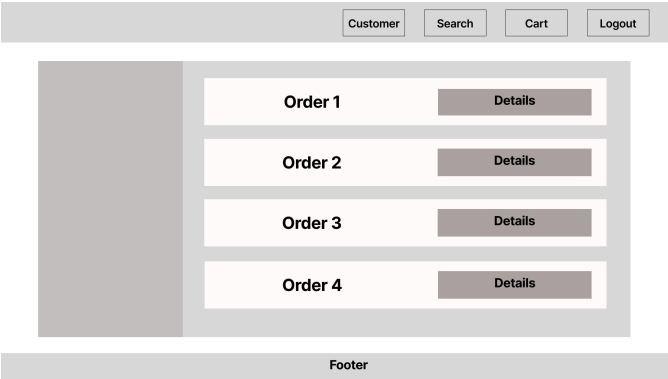 Customer Search Cart Logout
Order 1 Details
Order 2 Details
Order 3 Details
Order 4 Details
Footer